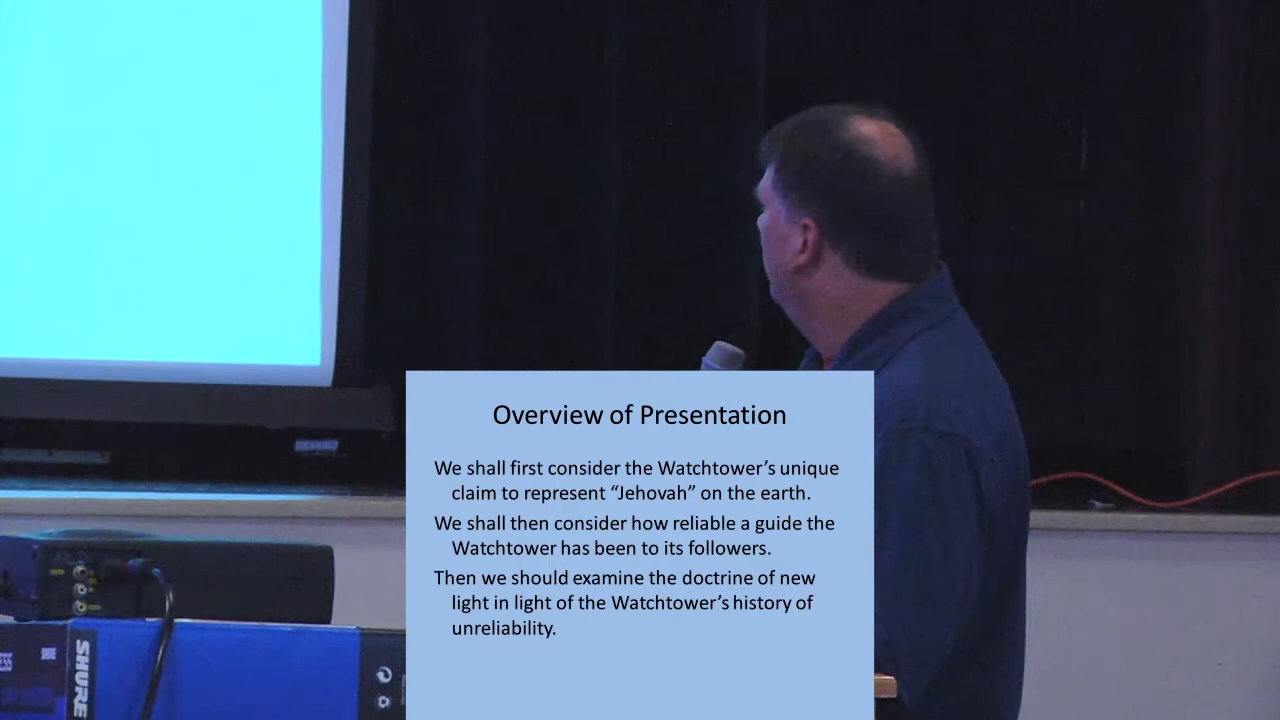 Overview of Presentation
We shall first consider the Watchtower’s unique
claim to represent “Jehovah” on the earth.
We shall then consider how reliable a guide the
Watchtower has been to its followers.
Then we should examine the doctrine of new
light in light of the Watchtower’s history of
unreliability.
SHURE